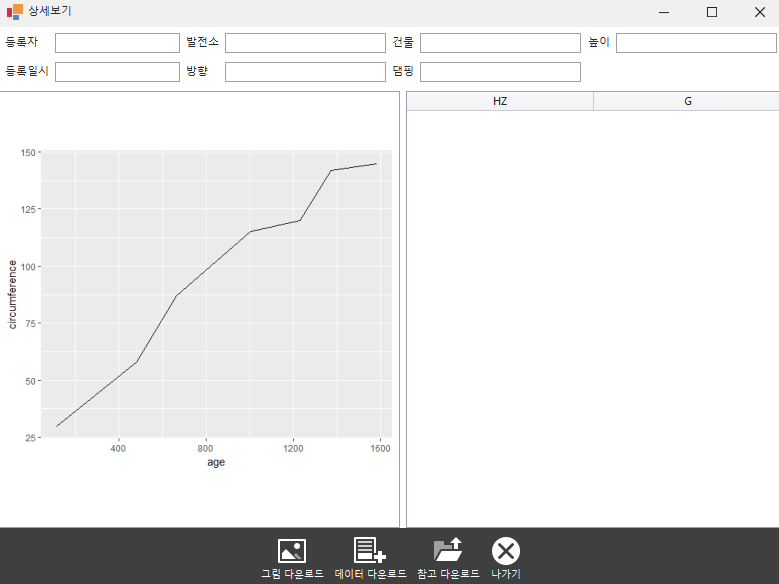 상세보기
등록자 발전소 건물 높이
등록일시 방향 댐핑
HZ G
150
125
100
75
50
25
circumference
400 800 1200 1600
age
그림 다운로드 데이터 다운로드 참고 다운로드 나가기